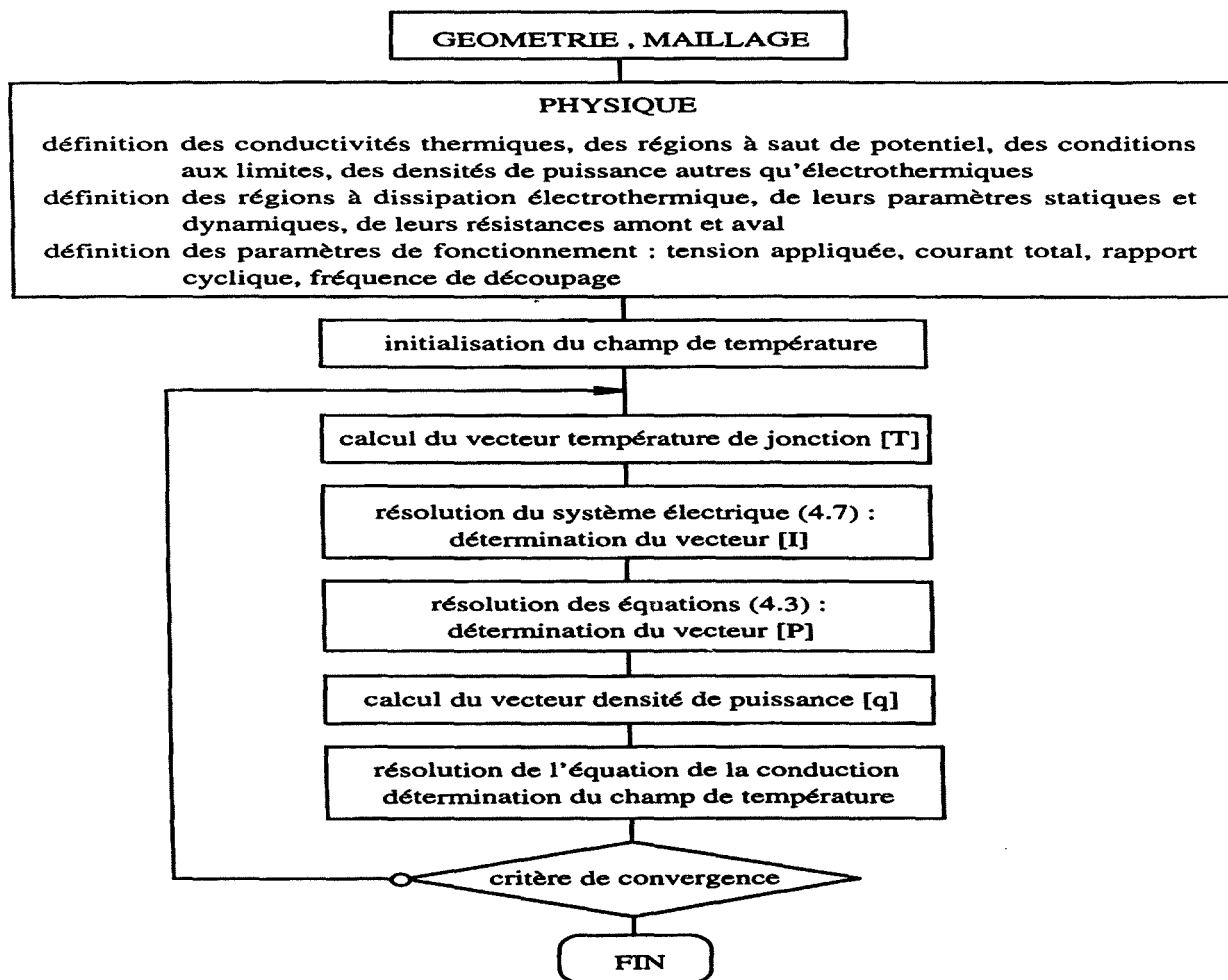 GEOMETRIE , MAILLAGE
PHYSIQUE
définition des conductivités thermiques, des régions à saut de potentiel, des conditions
aux limites, des densités de puissance autres qu'électrothermiques
définition des régions à dissipation électrothermique, de leurs paramètres statiques et
dynamiques, de leurs résistances amont et aval
définition des paramètres de fonctionnement : tension appliquée, courant total, rapport
cyclique, fréquence de découpage
initialisation du champ de température
calcul du vecteur température de jonction [T]
résolution du système électrique (4.7) :
détermination du vecteur [I]
résolution des équations (4.3) :
détermination du vecteur [P]
calcul du vecteur densité de puissance [q]
résolution de l'équation de la conduction
détermination du champ de température
critère de convergence
FIN